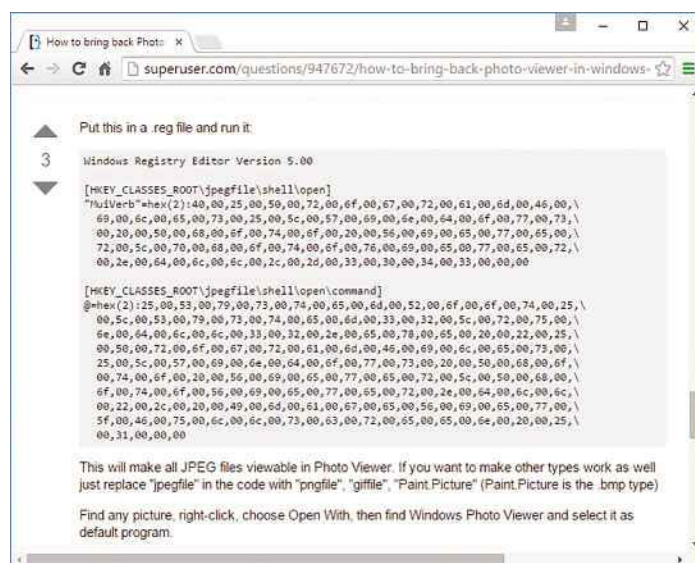 How to bring back Photo
superuser.com/questions/947672/how-to-bring-back-photo-viewer-in-windows-
Put this in a .reg file and run it:
3
Windows Registry Editor Version 5.00
[HKEY_CLASSES_ROOT\jpegfile\shell\open]
"MuiVerb"=hex(2):40,00,25,00,50,00,72,00,6f,00,67,00,72,00,61,00,6d,00,46,00,\
69,00,6c,00,65,00,73,00,25,00,5c,00,57,00,69,00,6e,00,64,00,6f,00,77,00,73,\
00,20,00,50,00,68,00,6f,00,74,00,6f,00,20,00,56,00,69,00,65,00,77,00,65,00,\
72,00,5c,00,70,00,68,00,6f,00,74,00,6f,00,76,00,69,00,65,00,77,00,65,00,72,\
00,2e,00,64,00,6c,00,6c,00,2c,00,2d,00,33,00,30,00,34,00,33,00,00,00
[HKEY_CLASSES_ROOT\jpegfile\shell\open\command]
@=hex(2):25,00,53,00,79,00,73,00,74,00,65,00,6d,00,52,00,6f,00,6f,00,74,00,25,\
00,5c,00,53,00,79,00,73,00,74,00,65,00,6d,00,33,00,32,00,5c,00,72,00,75,00,\
6e,00,64,00,6c,00,6c,00,33,00,32,00,2e,00,65,00,78,00,65,00,20,00,22,00,25,\
00,50,00,72,00,6f,00,67,00,72,00,61,00,6d,00,46,00,69,00,6c,00,65,00,73,00,\
25,00,5c,00,57,00,69,00,6e,00,64,00,6f,00,77,00,73,00,20,00,50,00,68,00,6f,\
00,74,00,6f,00,20,00,56,00,69,00,65,00,77,00,65,00,72,00,5c,00,50,00,68,00,\
6f,00,74,00,6f,00,56,00,69,00,65,00,77,00,65,00,72,00,2e,00,64,00,6c,00,6c,\
00,22,00,2c,00,20,00,49,00,6d,00,61,00,67,00,65,00,56,00,69,00,65,00,77,00,\
5f,00,46,00,75,00,6c,00,6c,00,73,00,63,00,72,00,65,00,65,00,6e,00,20,00,25,\
00,31,00,00,00
This will make all JPEG files viewable in Photo Viewer. If you want to make other types work as well
just replace "jpegfile" in the code with "pngfile", "giffile", "Paint.Picture" (Paint.Picture is the .bmp type)
Find any picture, right-click, choose Open With, then find Windows Photo Viewer and select it as
default program.